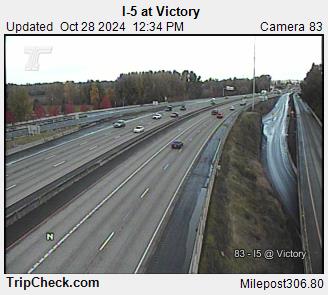 I-5 at Victory
Updated Oct 28 2024 12:34 PM Camera 83
TR
N
83 - I5 @ Victory
TripCheck.com Milepost306.80